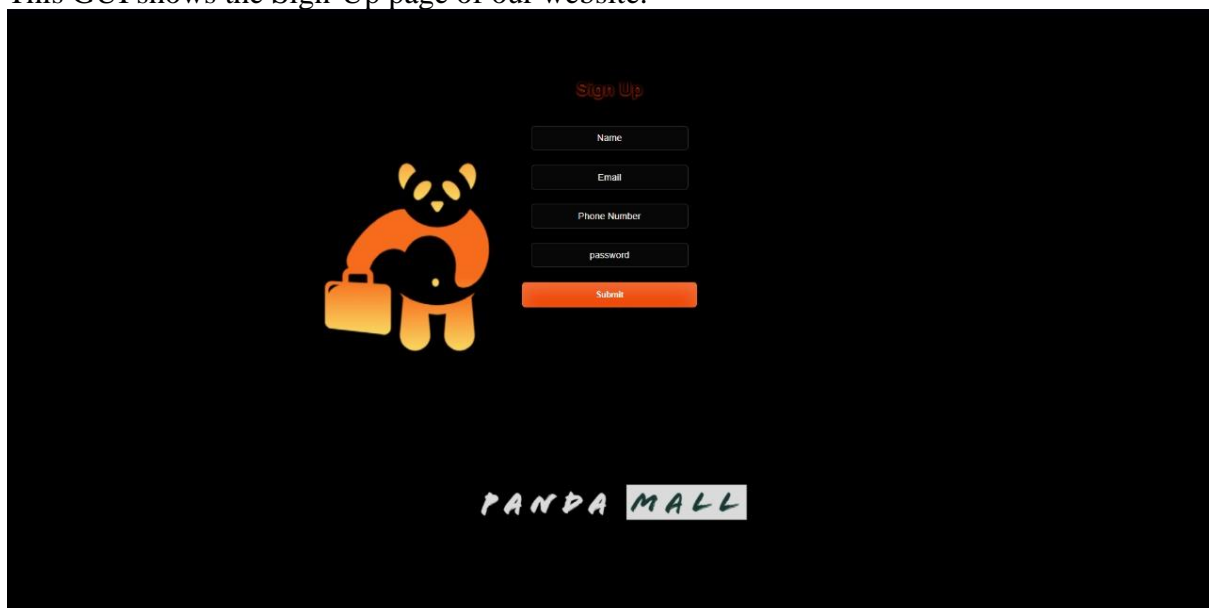 This GUI shows the Sign-Up page of our website.
Sign Up
Name
Email
Phone Number
password
Submit
PANDA MALL